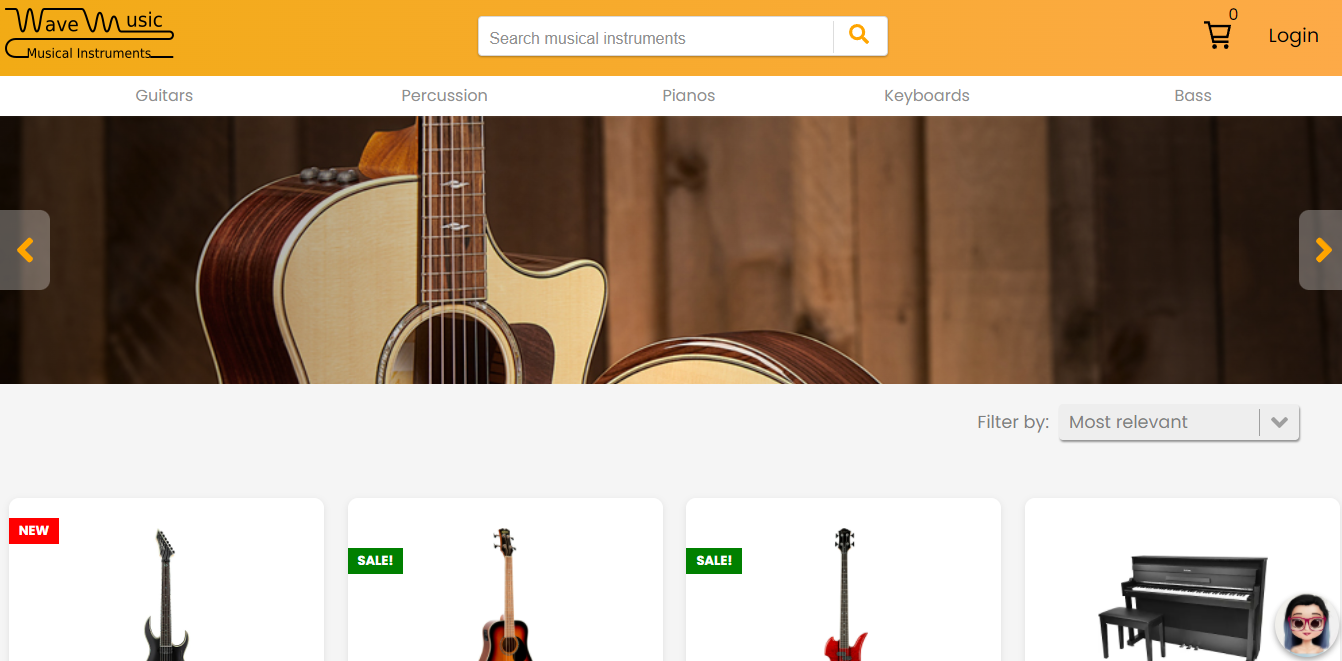 Wave Music
Musical Instruments
Search musical instruments
0
Login
Guitars
Percussion
Pianos
Keyboards
Bass
Filter by:
Most relevant
NEW
SALE!
SALE!